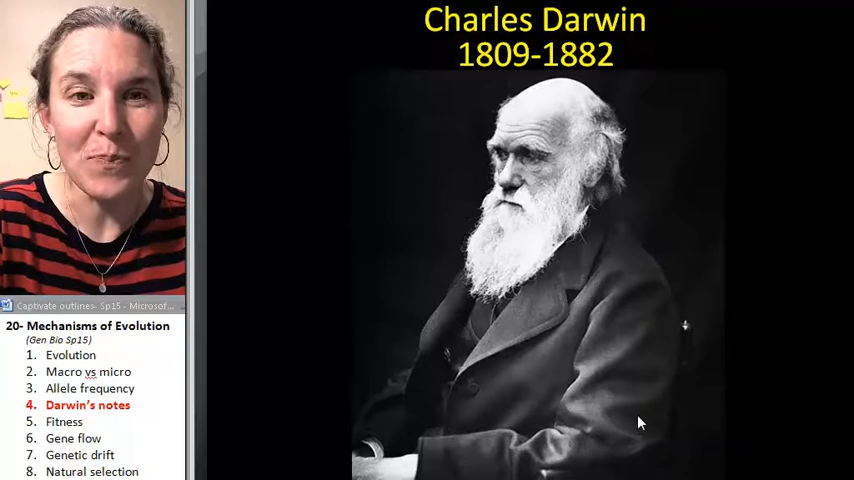 Charles Darwin
1809-1882
Captivate outlines- Sp15 - Microsof...
20- Mechanisms of Evolution
(Gen Bio Sp15)
1. Evolution
2. Macro vs micro
3. Allele frequency
4. Darwin's notes
5. Fitness
6. Gene flow
7. Genetic drift
8. Natural selection